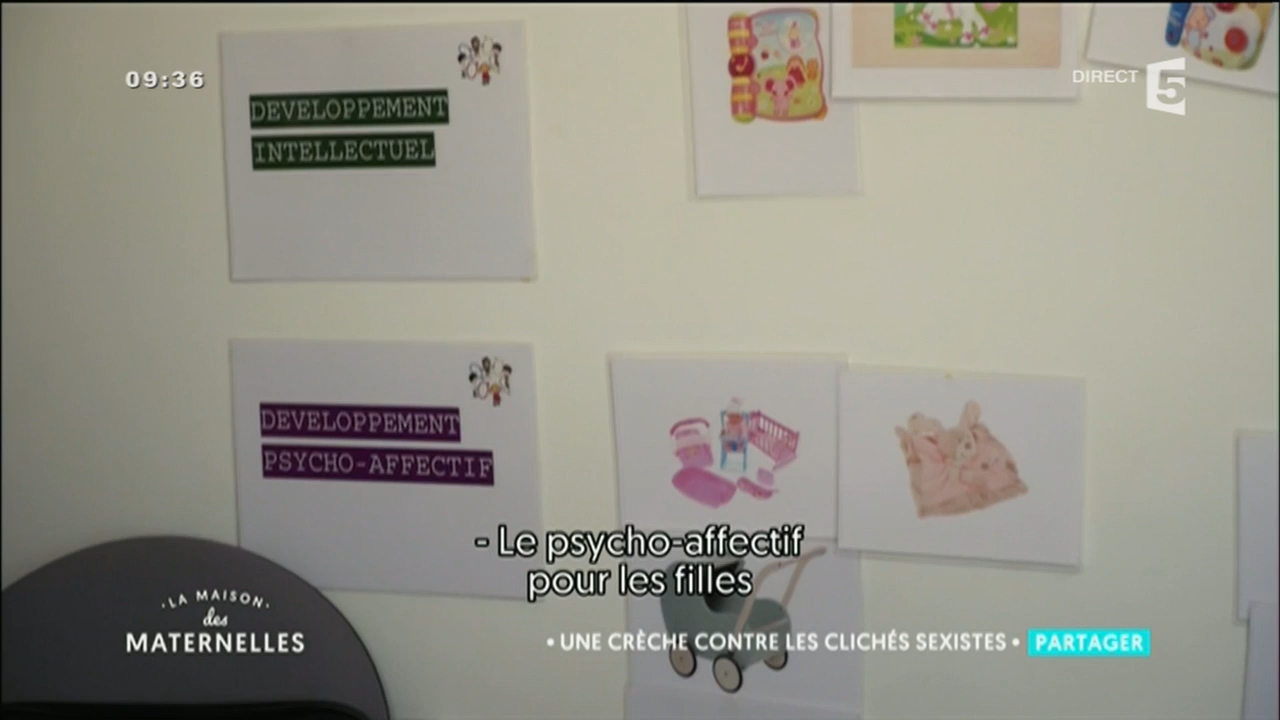 09:36
DIRECT 5
DEVELOPPEMENT
INTELLECTUEL
DEVELOPPEMENT
PSYCHO-AFFECTIF
- Le psycho-affectif
pour les filles
· LA MAISON ·
des
MATERNELLES
• UNE CRÈCHE CONTRE LES CLICHÉS SEXISTES • PARTAGER